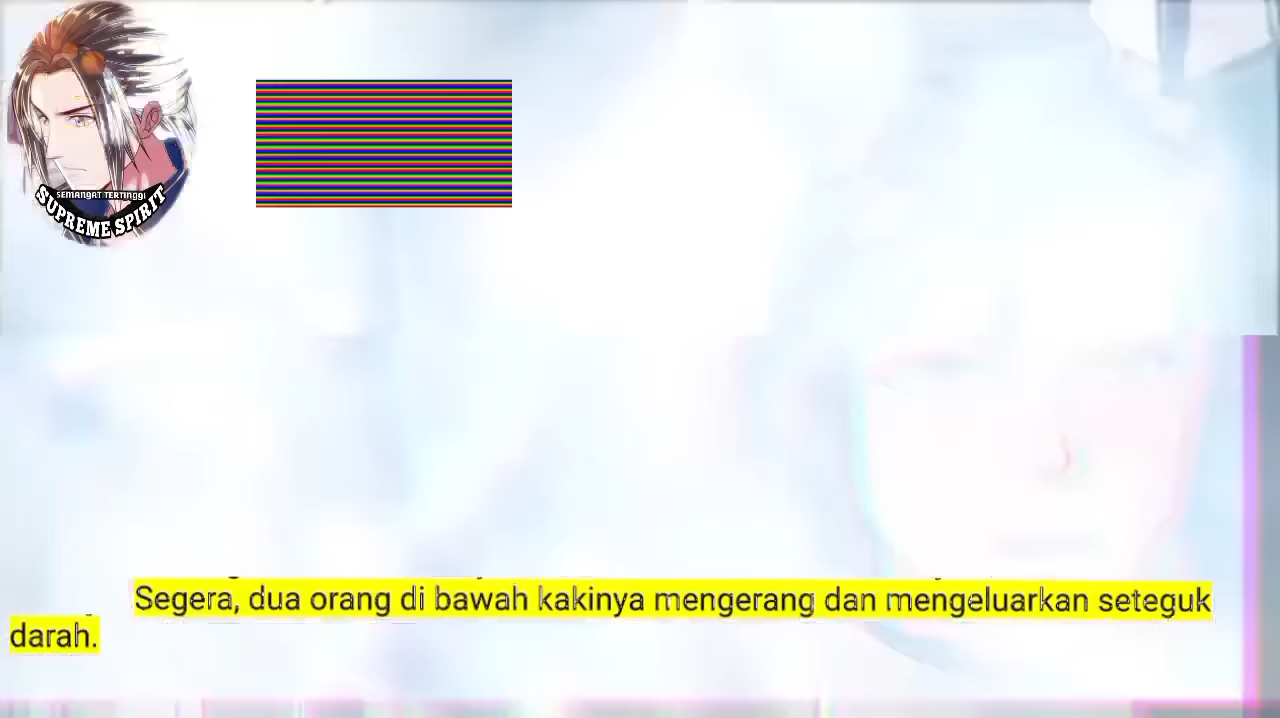 SEMANGAT TERTINGGI
SUPREME SPIRIT
Segera, dua orang di bawah kakinya mengerang dan mengeluarkan seteguk
darah.